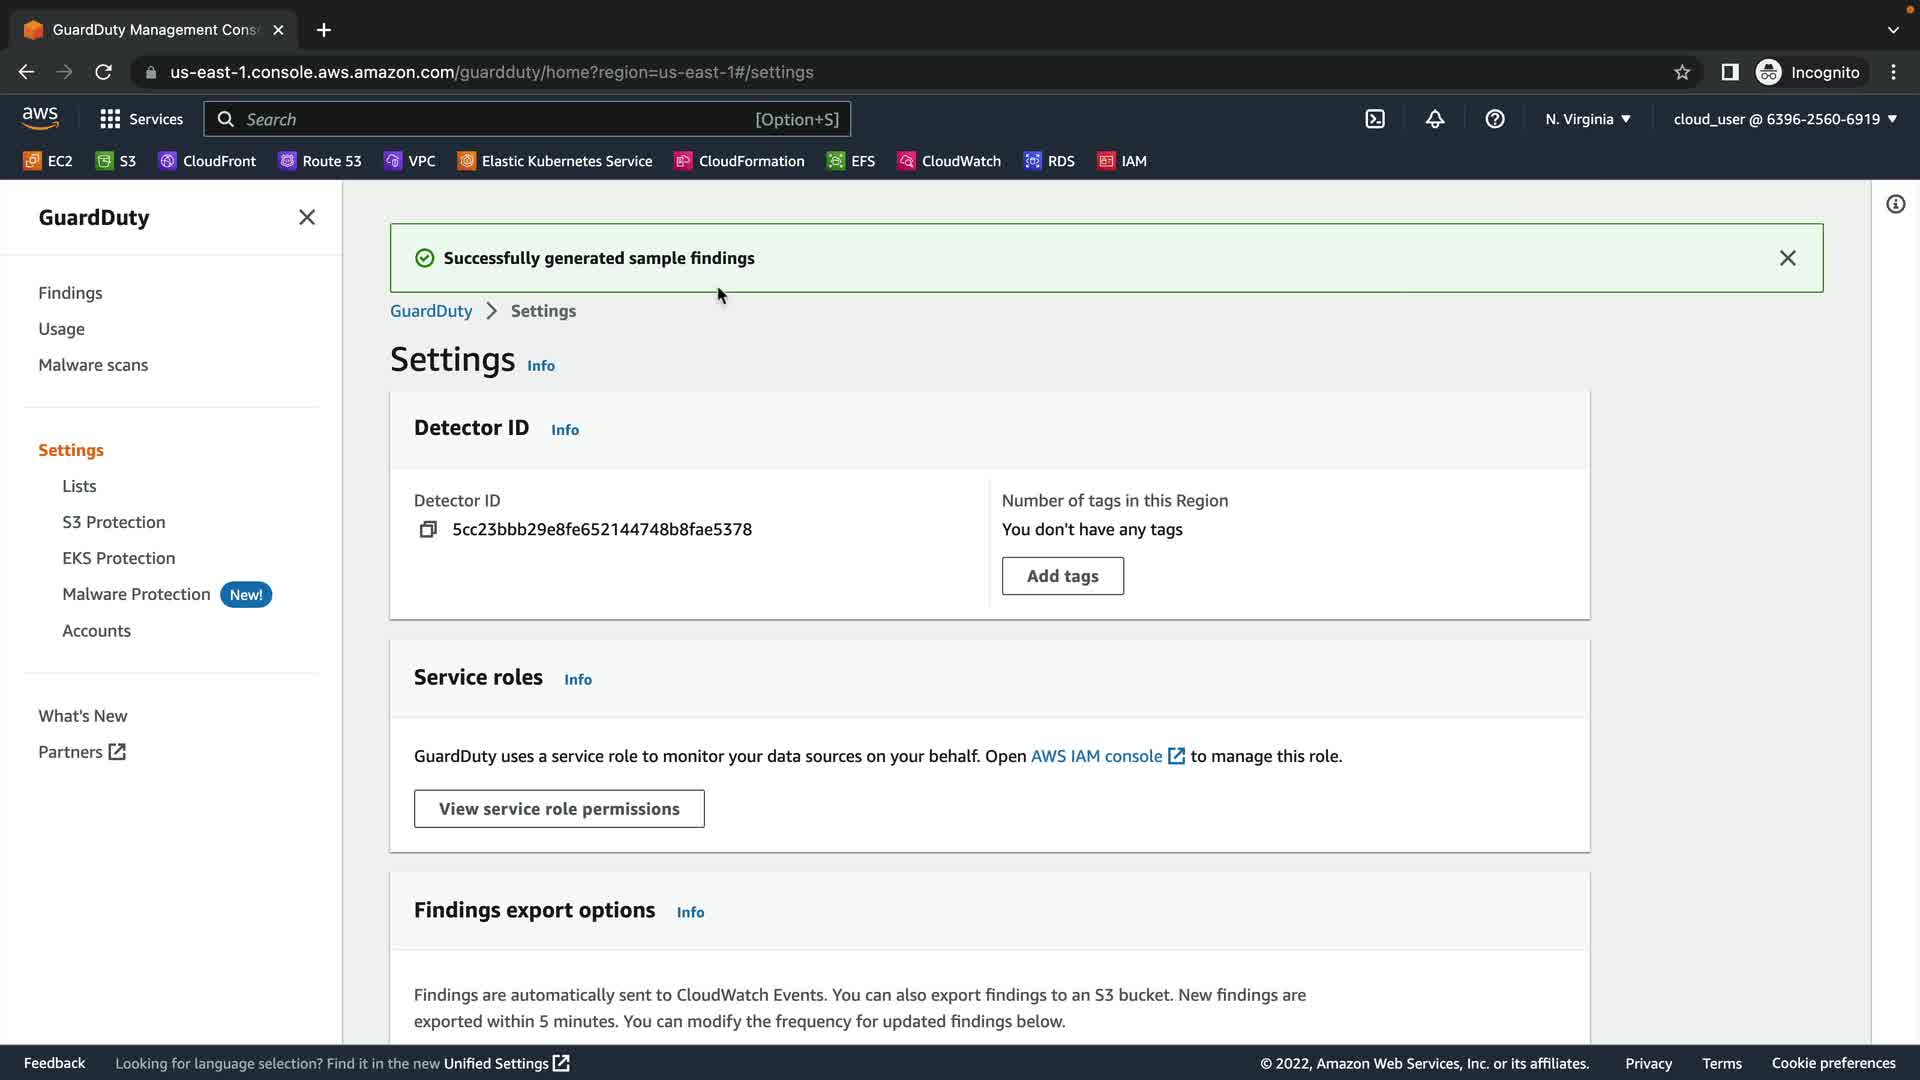 GuardDuty Management Cons
us-east-1.console.aws.amazon.com/guardduty/home?region=us-east-1#/settings
Incognito
aws
Services
Search
[Option+S]
N. Virginia
cloud_user @ 6396-2560-6919
EC2
S3
CloudFront
Route 53
VPC
Elastic Kubernetes Service
CloudFormation
EFS
CloudWatch
RDS
IAM
GuardDuty
Findings
Usage
Malware scans
Settings
Lists
S3 Protection
EKS Protection
Malware Protection New!
Accounts
What's New
Partners
Successfully generated sample findings
GuardDuty > Settings
Settings Info
Detector ID Info
Detector ID
5cc23bbb29e8fe652144748b8fae5378
Number of tags in this Region
You don't have any tags
Add tags
Service roles Info
GuardDuty uses a service role to monitor your data sources on your behalf. Open AWS IAM console to manage this role.
View service role permissions
Findings export options Info
Findings are automatically sent to CloudWatch Events. You can also export findings to an S3 bucket. New findings are
exported within 5 minutes. You can modify the frequency for updated findings below.
Feedback
Looking for language selection? Find it in the new Unified Settings
© 2022, Amazon Web Services, Inc. or its affiliates.
Privacy
Terms
Cookie preferences